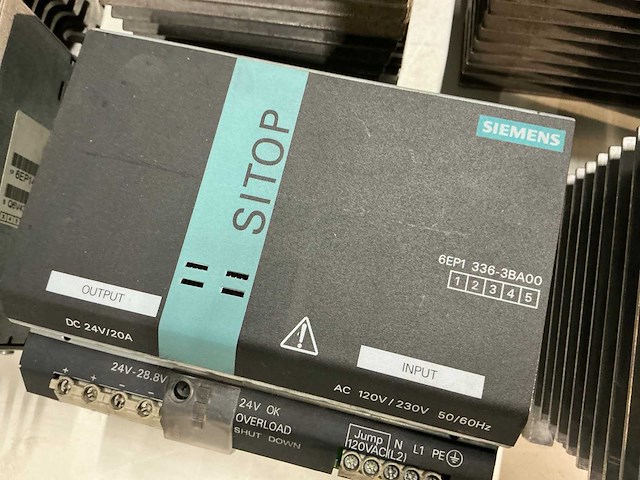 SIEMENS
SITOP
6EP1 336-3BA00
1 2 3 4 5
OUTPUT
DC 24V/20A
INPUT
AC 120V/230V 50/60Hz
24V-28.8V
+ + - -
24V OK
OVERLOAD
SHUT DOWN
Jump
120VAC
N
(L2)
L1 PE
6EP1